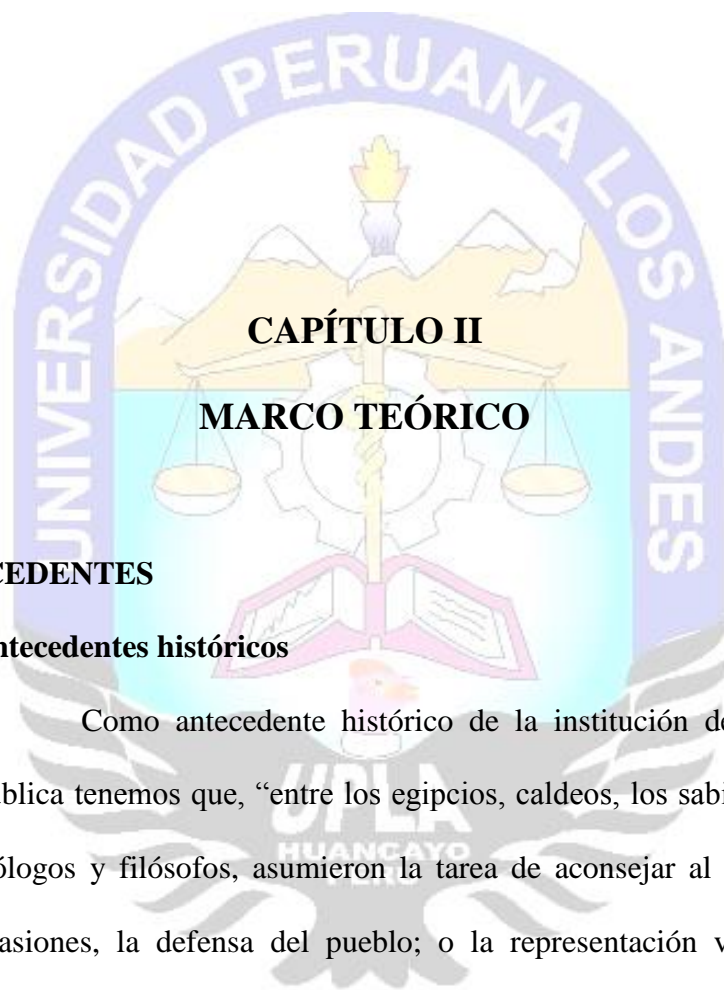 UNIVERSIDAD PERUANA LOS ANDES
CAPÍTULO II
MARCO TEÓRICO
CEDENTES
ntecedentes históricos
Como antecedente histórico de la institución de
ública tenemos que, “entre los egipcios, caldeos, los sabi
ólogos y filósofos, asumieron la tarea de aconsejar al
asiones, la defensa del pueblo; o la representación v
UPLA
HUANCAYO
PERÚ